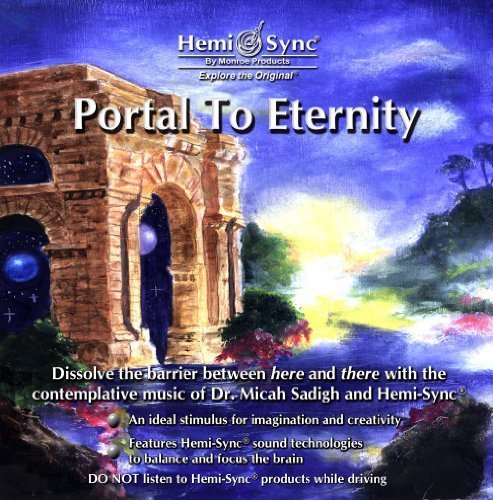 Hemi Sync®
By Monroe Products
Explore the Original®
Portal To Eternity
Dissolve the barrier between here and there with the
contemplative music of Dr. Micah Sadigh and Hemi-Sync®
An ideal stimulus for imagination and creativity
Features Hemi-Sync® sound technologies
to balance and focus the brain
DO NOT listen to Hemi-Sync® products while driving